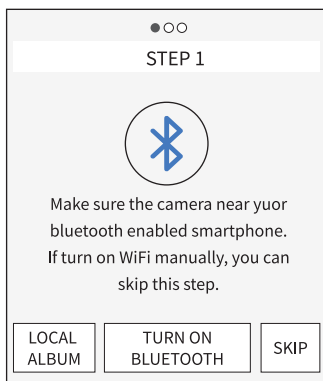 STEP 1
Make sure the camera near yuor
bluetooth enabled smartphone.
If turn on WiFi manually, you can
skip this step.
LOCAL
ALBUM
TURN ON
BLUETOOTH
SKIP